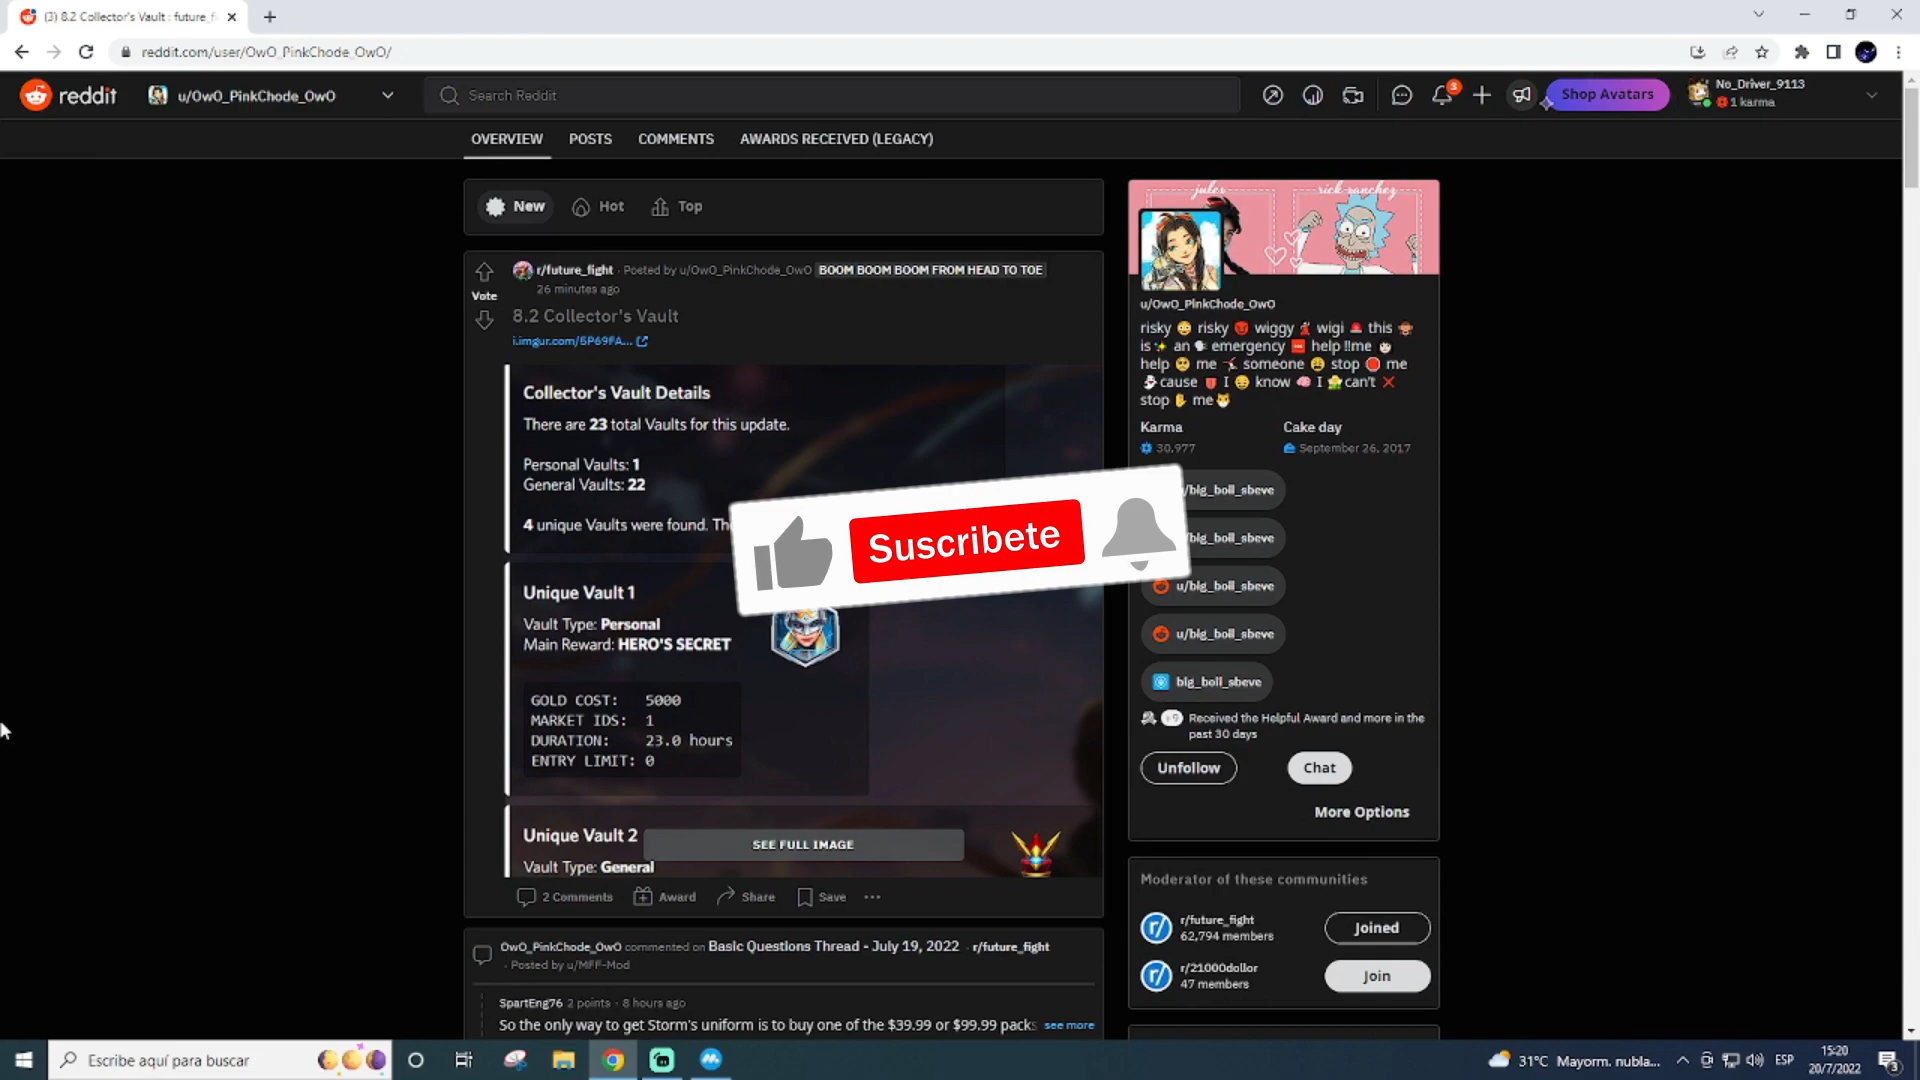 (3) 8.2 Collector's Vault : future_f
reddit.com/user/OwO_PinkChode_OwO/
reddit
u/OwO_PinkChode_OwO
Search Reddit
3
Shop Avatars
No_Driver_9113
1 karma
OVERVIEW
POSTS
COMMENTS
AWARDS RECEIVED (LEGACY)
New
Hot
Top
r/future_fight · Posted by u/OwO_PinkChode_OwO BOOM BOOM BOOM FROM HEAD TO TOE
26 minutes ago
Vote
8.2 Collector's Vault
i.imgur.com/5P69FA...
Collector's Vault Details
There are 23 total Vaults for this update.
Personal Vaults: 1
General Vaults: 22
4 unique Vaults were found. Th
Unique Vault 1
Vault Type: Personal
Main Reward: HERO'S SECRET
GOLD COST: 5000
MARKET IDS: 1
DURATION: 23.0 hours
ENTRY LIMIT: 0
Unique Vault 2
SEE FULL IMAGE
Vault Type: General
2 Comments
Award
Share
Save
OwO_PinkChode_OwO commented on Basic Questions Thread - July 19, 2022 · r/future_fight
· Posted by u/MFF-Mod
SpartEng76 2 points · 8 hours ago
So the only way to get Storm's uniform is to buy one of the $39.99 or $99.99 packs
see more
Suscribete
jules
rick sanchez
u/OwO_PinkChode_OwO
risky risky wiggy wigi this
is an emergency help !! me
help me someone stop me
cause I know I can't
stop me
Karma
Cake day
30,977
September 26, 2017
/big_boll_sbeve
/big_boll_sbeve
u/big_boll_sbeve
u/big_boll_sbeve
big_boll_sbeve
+9
Received the Helpful Award and more in the
past 30 days
Unfollow
Chat
More Options
Moderator of these communities
r/future_fight
62,794 members
Joined
r/21000dollor
47 members
Join
Escribe aquí para buscar
31°C Mayorm. nubla...
ESP
15:20
20/7/2022
3